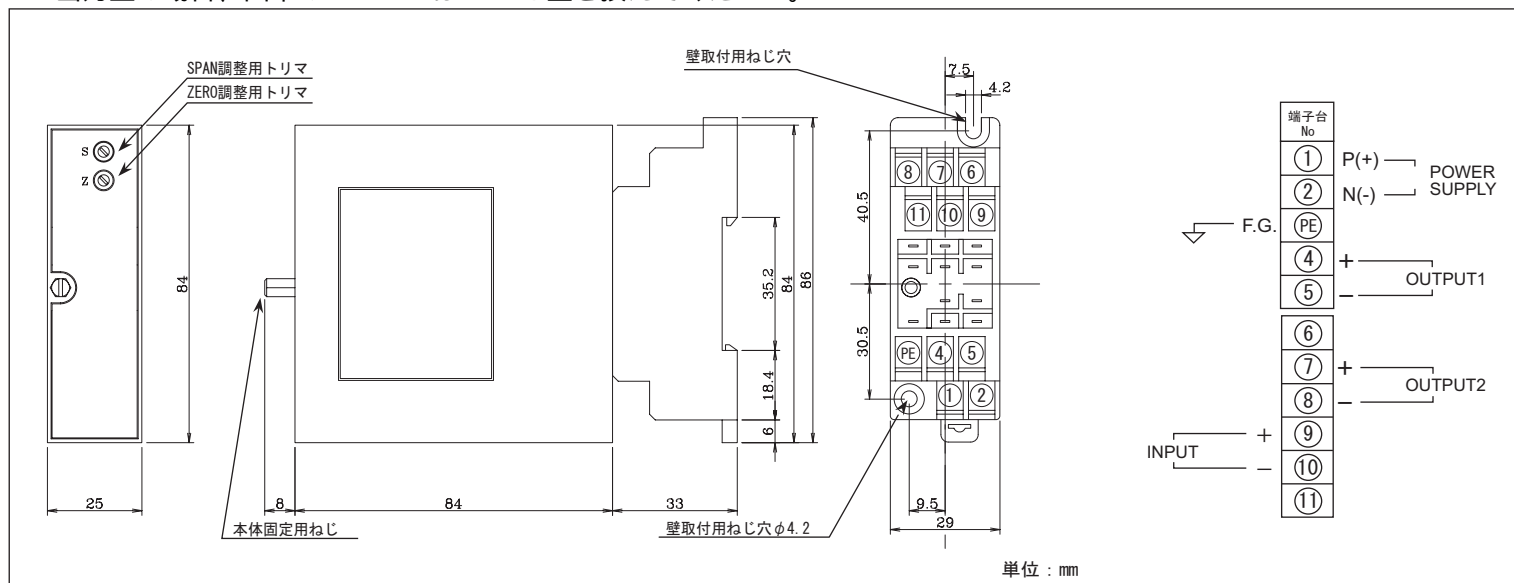 SPAN調整用トリマ
ZERO調整用トリマ
S
Z
84
25
8
84
33
本体固定用ねじ
35.2
84
86
18.4
6
壁取付用ねじ穴
7.5
4.2
40.5
30.5
8 7 6
11 10 9
PE 4 5
1 2
9.5
29
壁取付用ねじ穴φ4.2
単位：mm
端子台
No
① P(+)
② N(-)
POWER
SUPPLY
F.G. PE
④ +
⑤ −
OUTPUT1
⑥
⑦ +
⑧ −
OUTPUT2
+ ⑨
INPUT
− ⑩
⑪